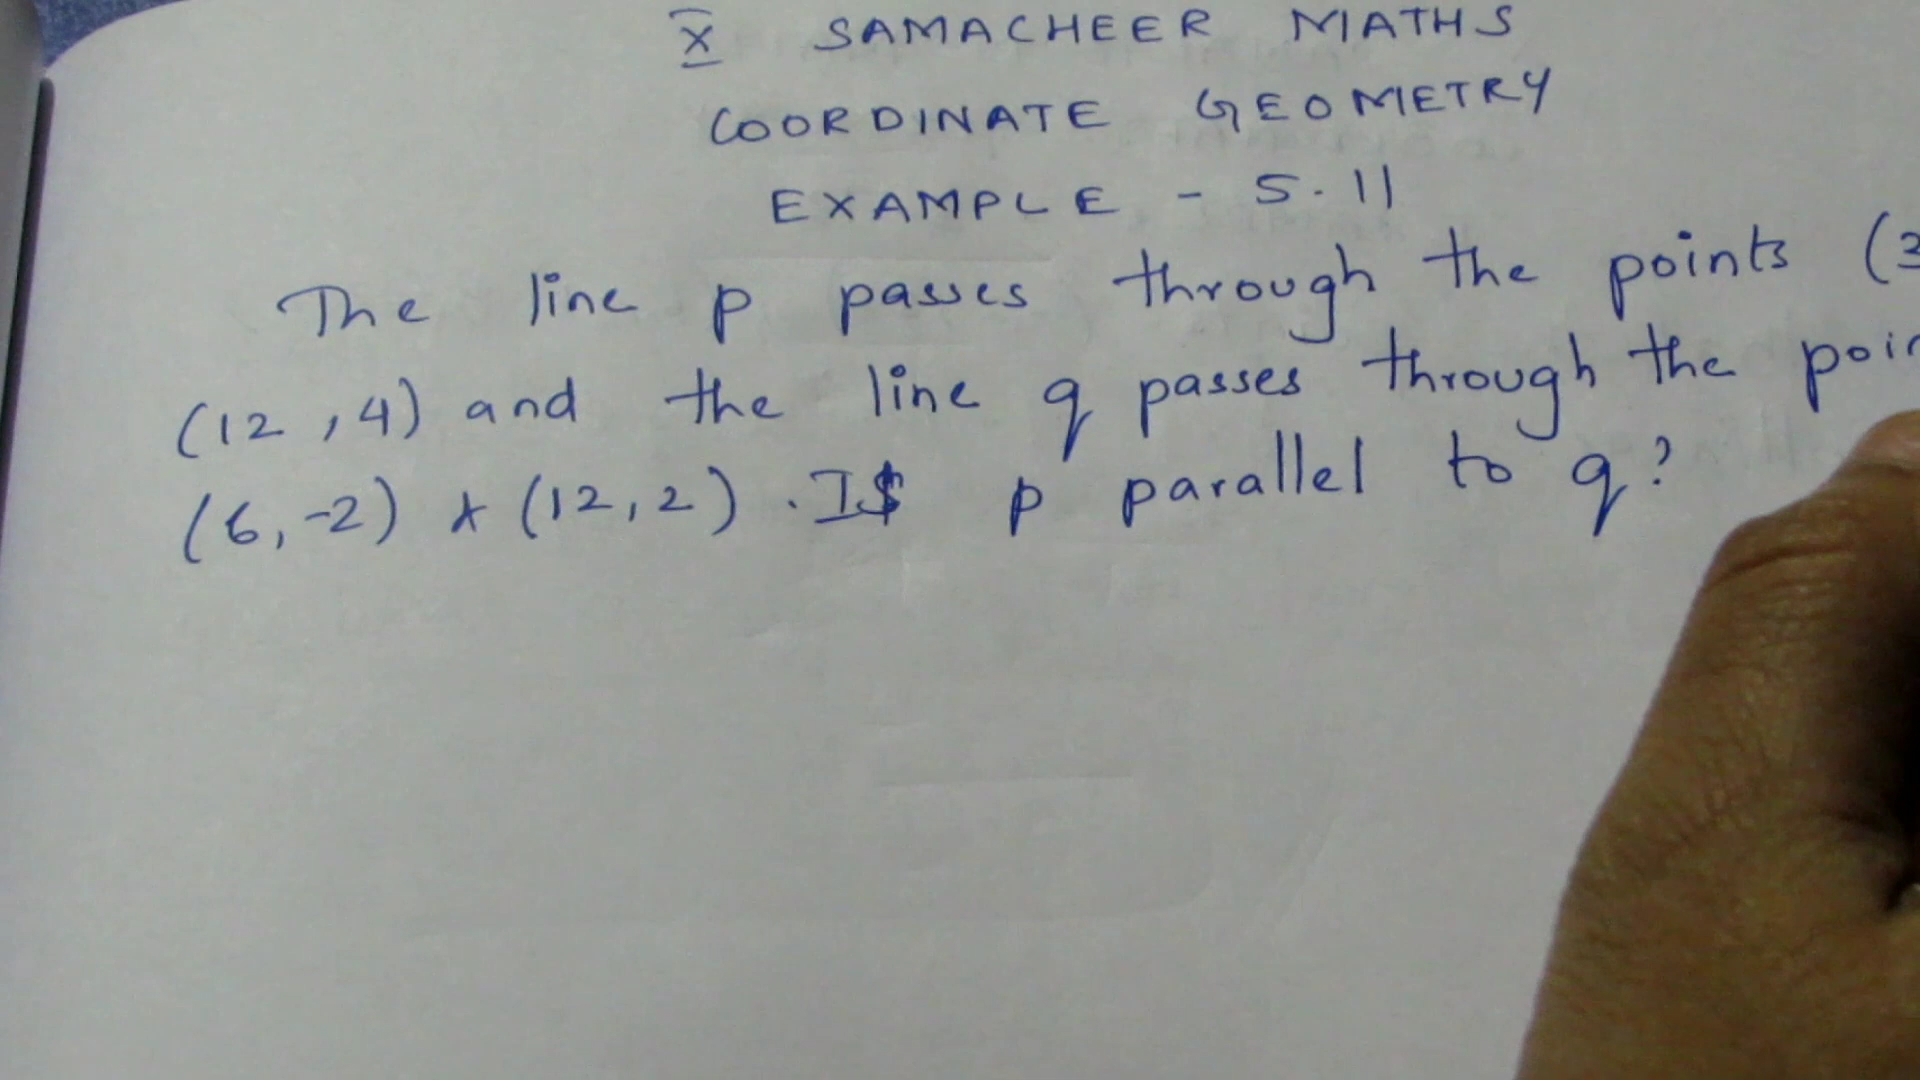 X SAMACHEER MATHS
COORDINATE GEOMETRY
EXAMPLE - 5.11
The line p passes through the points (3
(12,4) and the line q passes through the
(6,-2) & (12,2). Is p parallel to q?